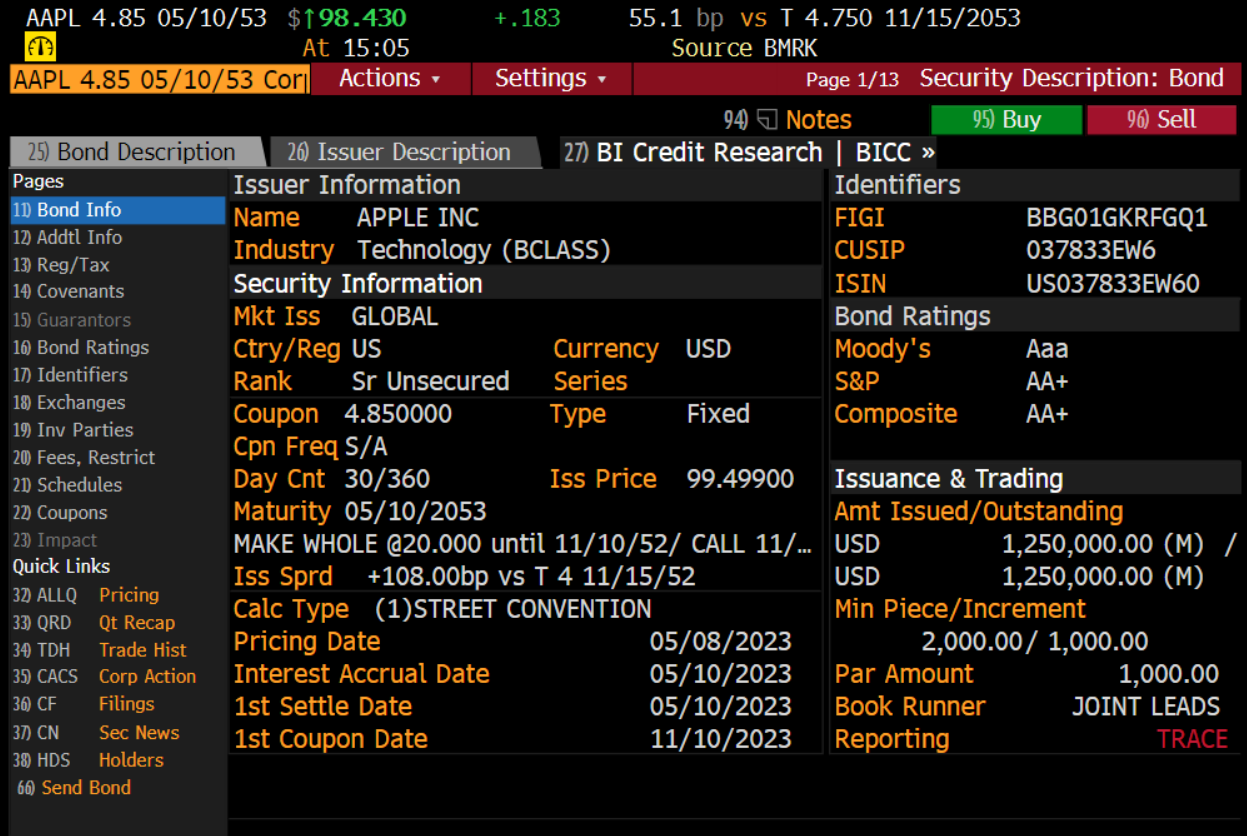 AAPL 4.85 05/10/53 $↑98.430 +.183 55.1 bp vs T 4.750 11/15/2053
At 15:05 Source BMRK
AAPL 4.85 05/10/53 Corp Actions ▾ Settings ▾ Page 1/13 Security Description: Bond
94) Notes 95) Buy 96) Sell
25) Bond Description 26) Issuer Description 27) BI Credit Research | BICC »
Pages
11) Bond Info
12) Addtl Info
13) Reg/Tax
14) Covenants
15) Guarantors
16) Bond Ratings
17) Identifiers
18) Exchanges
19) Inv Parties
20) Fees, Restrict
21) Schedules
22) Coupons
23) Impact
Quick Links
32) ALLQ Pricing
33) QRD Qt Recap
34) TDH Trade Hist
35) CACS Corp Action
36) CF Filings
37) CN Sec News
38) HDS Holders
66) Send Bond
Issuer Information
Name APPLE INC
Industry Technology (BCLASS)
Security Information
Mkt Iss GLOBAL
Ctry/Reg US Currency USD
Rank Sr Unsecured Series
Coupon 4.850000 Type Fixed
Cpn Freq S/A
Day Cnt 30/360 Iss Price 99.49900
Maturity 05/10/2053
MAKE WHOLE @20.000 until 11/10/52/ CALL 11/...
Iss Sprd +108.00bp vs T 4 11/15/52
Calc Type (1)STREET CONVENTION
Pricing Date 05/08/2023
Interest Accrual Date 05/10/2023
1st Settle Date 05/10/2023
1st Coupon Date 11/10/2023
Identifiers
FIGI BBG01GKRFGQ1
CUSIP 037833EW6
ISIN US037833EW60
Bond Ratings
Moody's Aaa
S&P AA+
Composite AA+
Issuance & Trading
Amt Issued/Outstanding
USD 1,250,000.00 (M) /
USD 1,250,000.00 (M)
Min Piece/Increment
2,000.00/ 1,000.00
Par Amount 1,000.00
Book Runner JOINT LEADS
Reporting TRACE